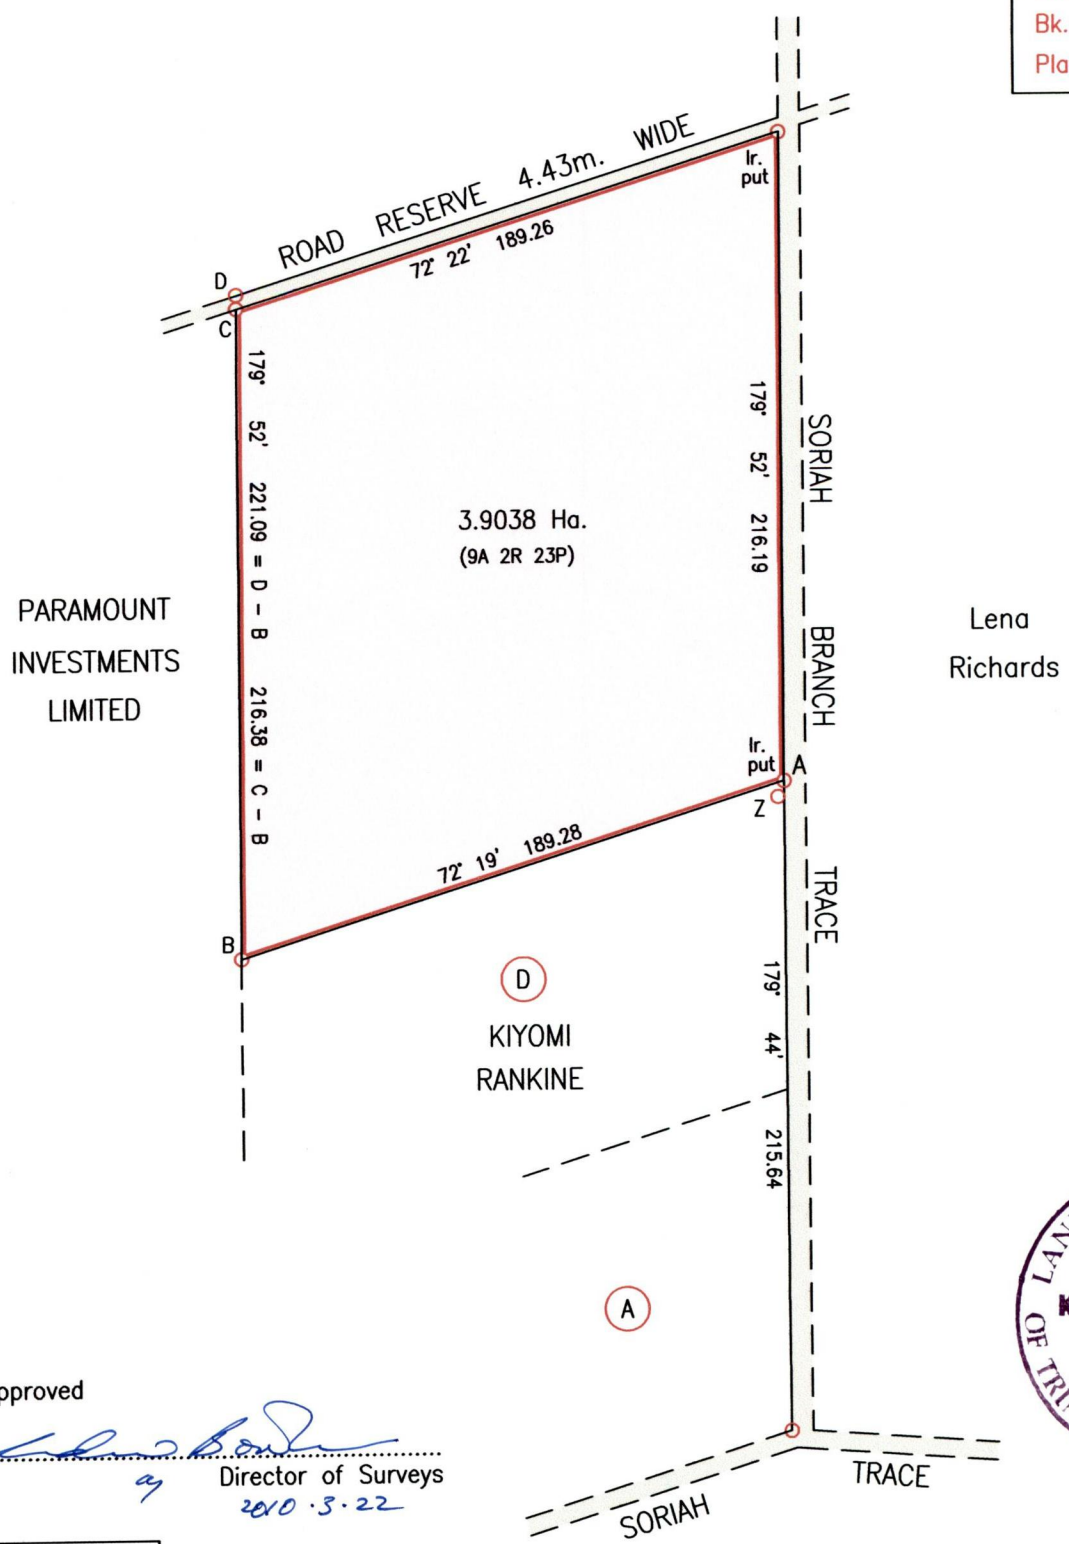 Bk.
Pla
ROAD RESERVE 4.43m. WIDE
Ir.
put
72° 22' 189.26
D
C
179° 52' 221.09 = D - B 216.38 = C - B
179° 52' 216.19
SORIAH BRANCH TRACE
3.9038 Ha.
(9A 2R 23P)
PARAMOUNT
INVESTMENTS
LIMITED
Lena
Richards
Ir.
put
A
Z
72° 19' 189.28
B
D
KIYOMI
RANKINE
179° 44' 215.64
A
pproved
Director of Surveys
2010.3.22
SORIAH
TRACE
LAN
OF TRI